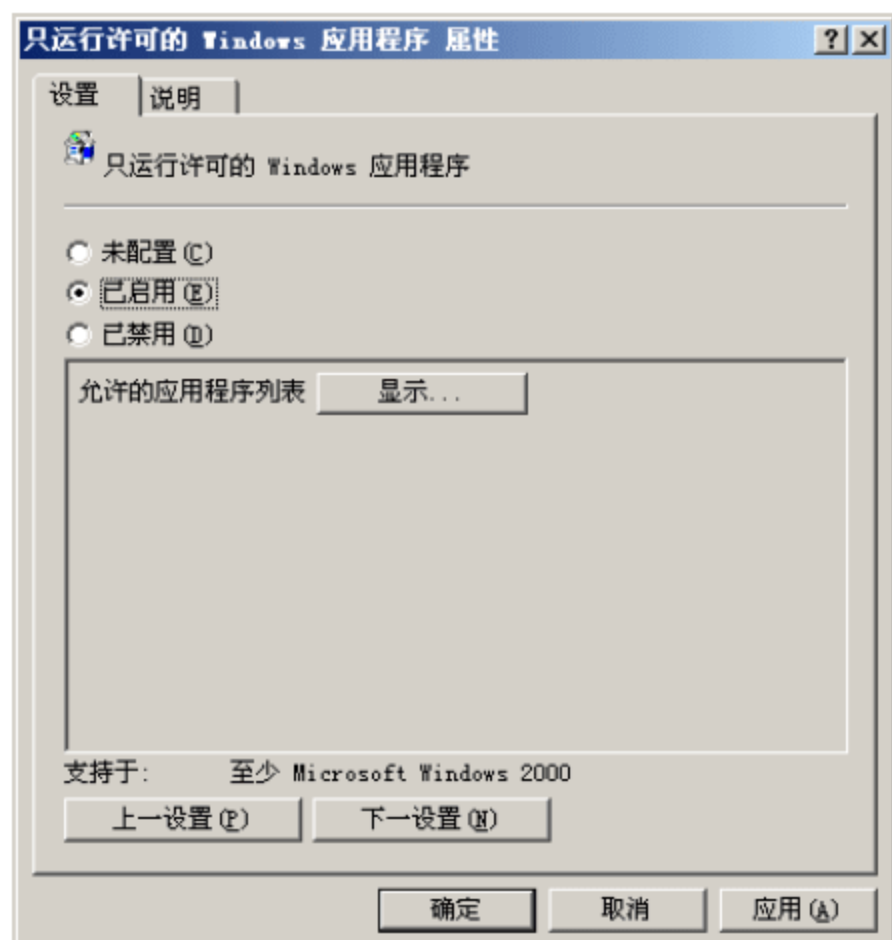 只运行许可的 Windows 应用程序 属性
设置 说明
只运行许可的 Windows 应用程序
未配置(C)
已启用(E)
已禁用(D)
允许的应用程序列表 显示...
支持于: 至少 Microsoft Windows 2000
上一设置(P) 下一设置(N)
确定 取消 应用(A)